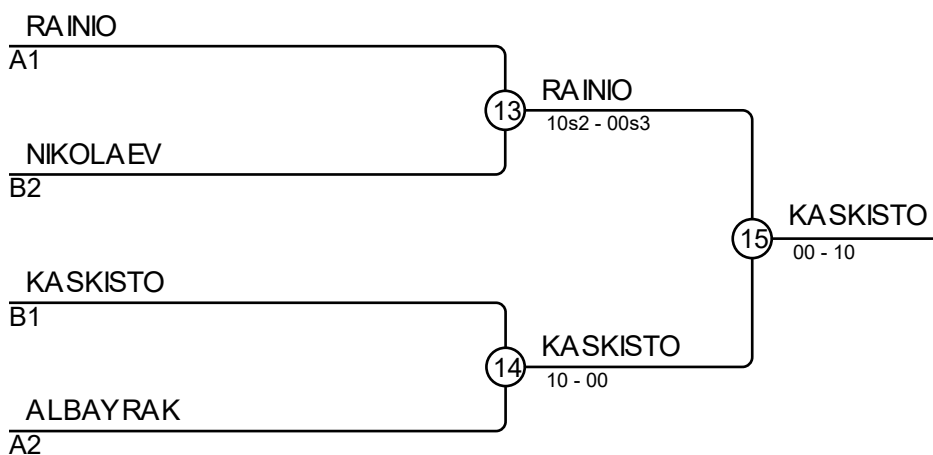 RAINIO
A1
NIKOLAEV
B2
13
RAINIO
10s2 - 00s3
KASKISTO
B1
ALBAYRAK
A2
14
KASKISTO
10 - 00
15
KASKISTO
00 - 10